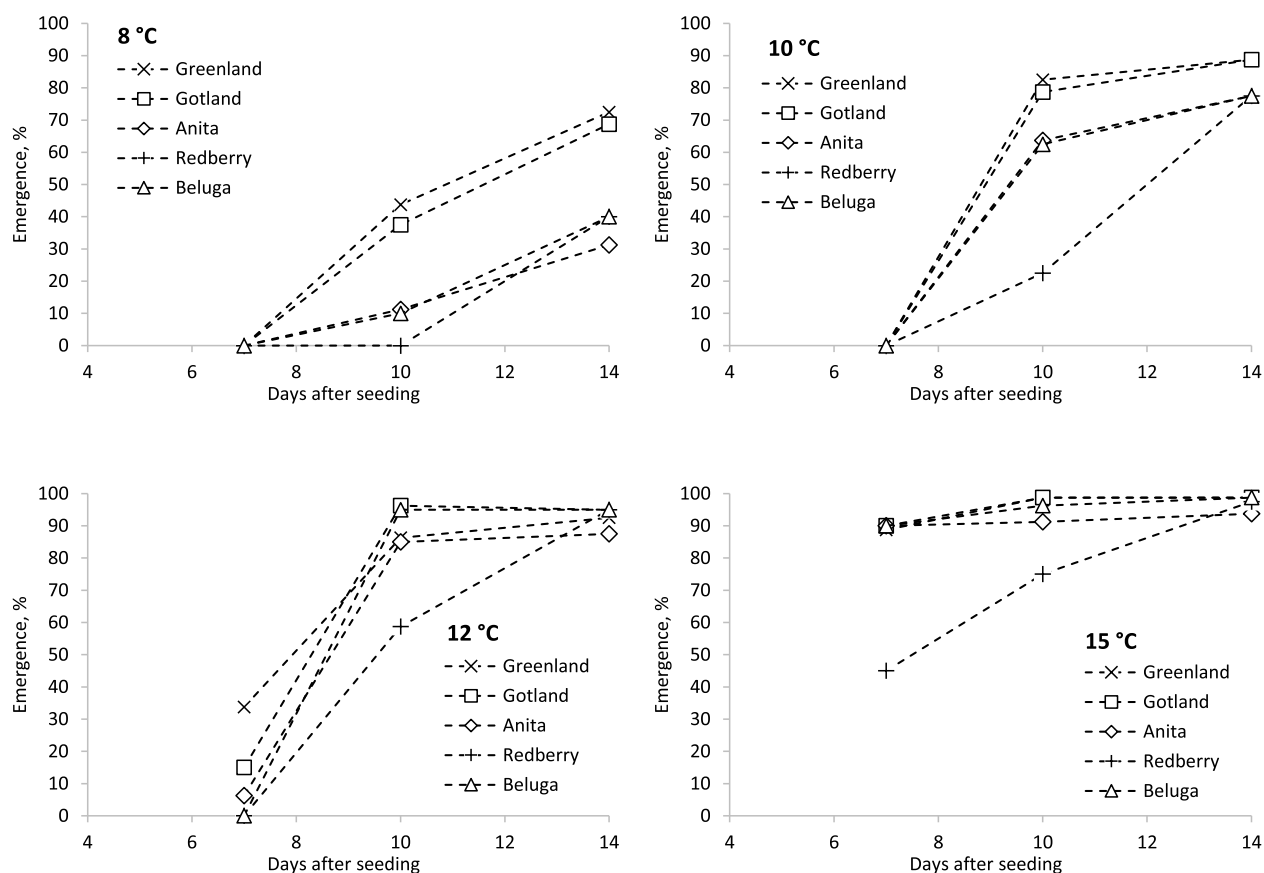 8 °C
Greenland
Gotland
Anita
Redberry
Beluga
Emergence, %
100
90
80
70
60
50
40
30
20
10
0
4 6 8 10 12 14
Days after seeding
10 °C
Greenland
Gotland
Anita
Redberry
Beluga
Emergence, %
100
90
80
70
60
50
40
30
20
10
0
4 6 8 10 12 14
Days after seeding
12 °C
Greenland
Gotland
Anita
Redberry
Beluga
Emergence, %
100
90
80
70
60
50
40
30
20
10
0
4 6 8 10 12 14
Days after seeding
15 °C
Greenland
Gotland
Anita
Redberry
Beluga
Emergence, %
100
90
80
70
60
50
40
30
20
10
0
4 6 8 10 12 14
Days after seeding